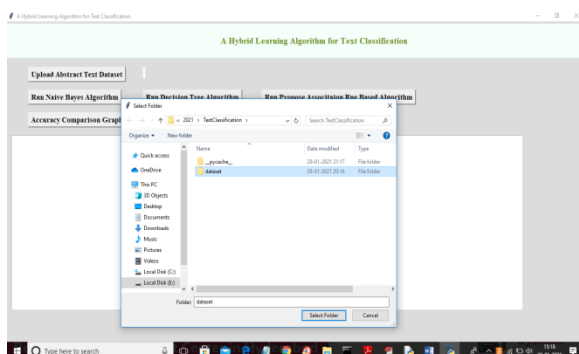 A Hybrid Learning Algorithm for Text Classification
A Hybrid Learning Algorithm for Text Classification
Upload Abstract Text Dataset
Run Naive Bayes Algorithm Run Decision Tree Algorithm Run Propose Associtaion Rue Based Algorithm
Accuracy Comparison Graph
Select Folder
« 2021 > TextClassification > Search TextClassification
Organize New folder
Name Date modified Type
Quick access
__pycache__ 29-01-2021 21:17 File folder
OneDrive
dataset 29-01-2021 20:16 File folder
This PC
3D Objects
Desktop
Documents
Downloads
Music
Pictures
Videos
Local Disk (C:)
Local Disk (E:)
Folder: dataset
Select Folder Cancel
Type here to search
15:18